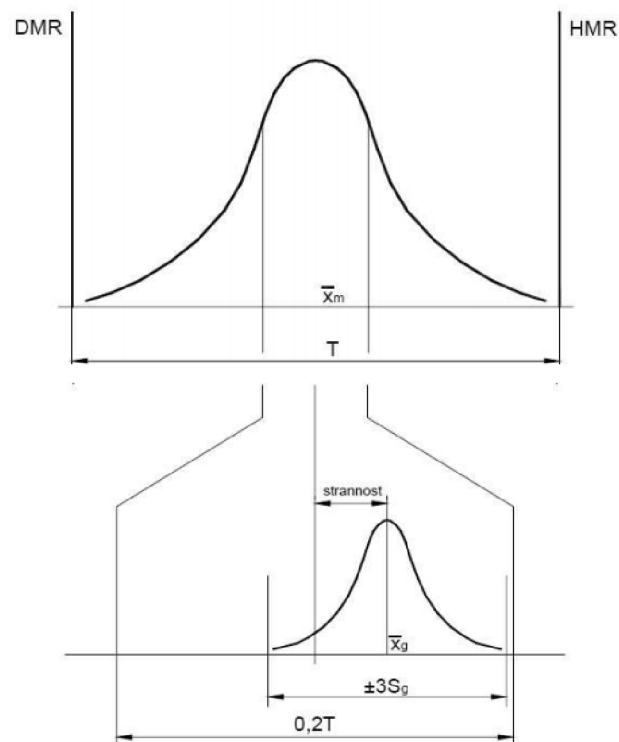 DMR
HMR
x̅m
T
strannost
x̅g
±3Sg
0,2T